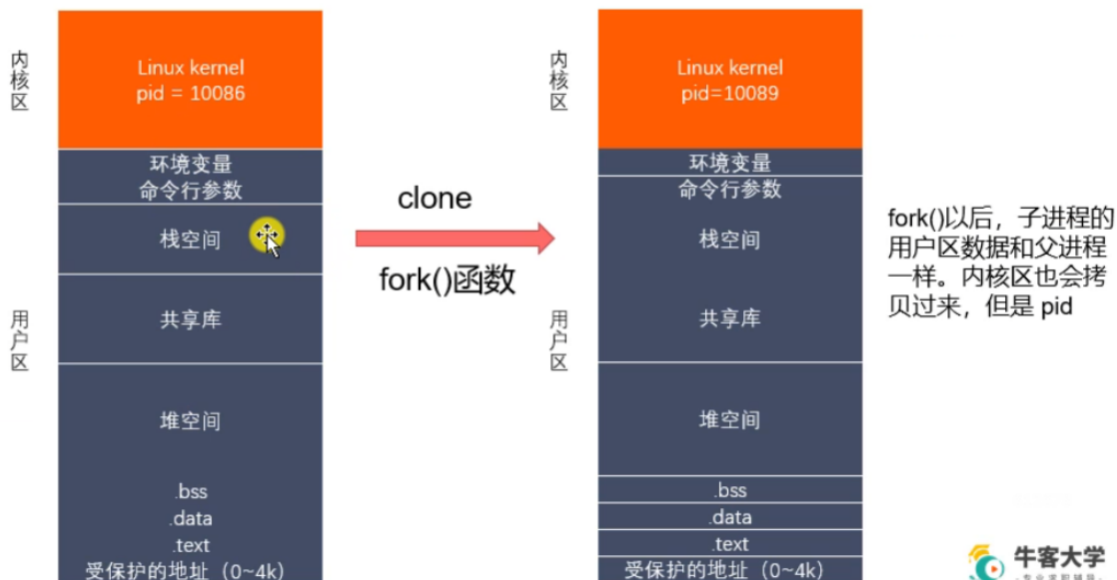 内核区
Linux kernel
pid = 10086
环境变量
命令行参数
栈空间
共享库
用户区
堆空间
.bss
.data
.text
受保护的地址（0~4k）
clone
fork()函数
内核区
Linux kernel
pid=10089
环境变量
命令行参数
栈空间
共享库
用户区
堆空间
.bss
.data
.text
受保护的地址（0~4k）
fork()以后，子进程的
用户区数据和父进程
一样。内核区也会拷
贝过来，但是 pid
牛客大学